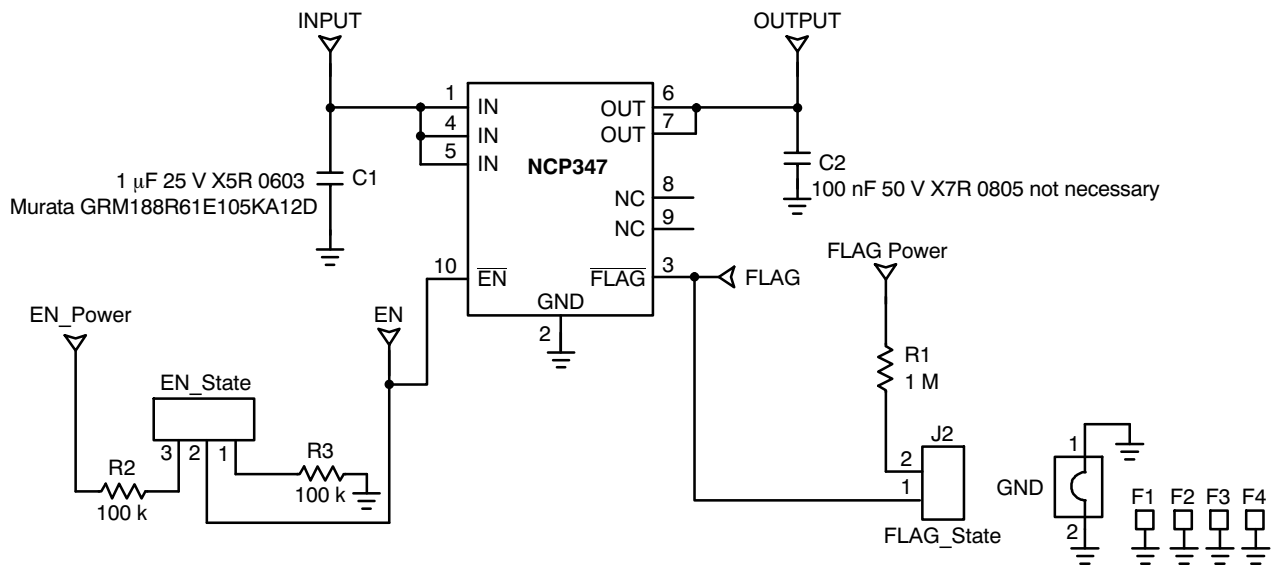 INPUT
OUTPUT
1 IN
4 IN
5 IN
OUT 6
OUT 7
NCP347
1 μF 25 V X5R 0603
Murata GRM188R61E105KA12D
C1
C2
100 nF 50 V X7R 0805 not necessary
NC 8
NC 9
10 EN
FLAG 3
FLAG
GND
2
FLAG Power
EN_Power
EN
EN_State
3 2 1
R2
100 k
R3
100 k
R1
1 M
J2
2
1
FLAG_State
1
GND
2
F1 F2 F3 F4